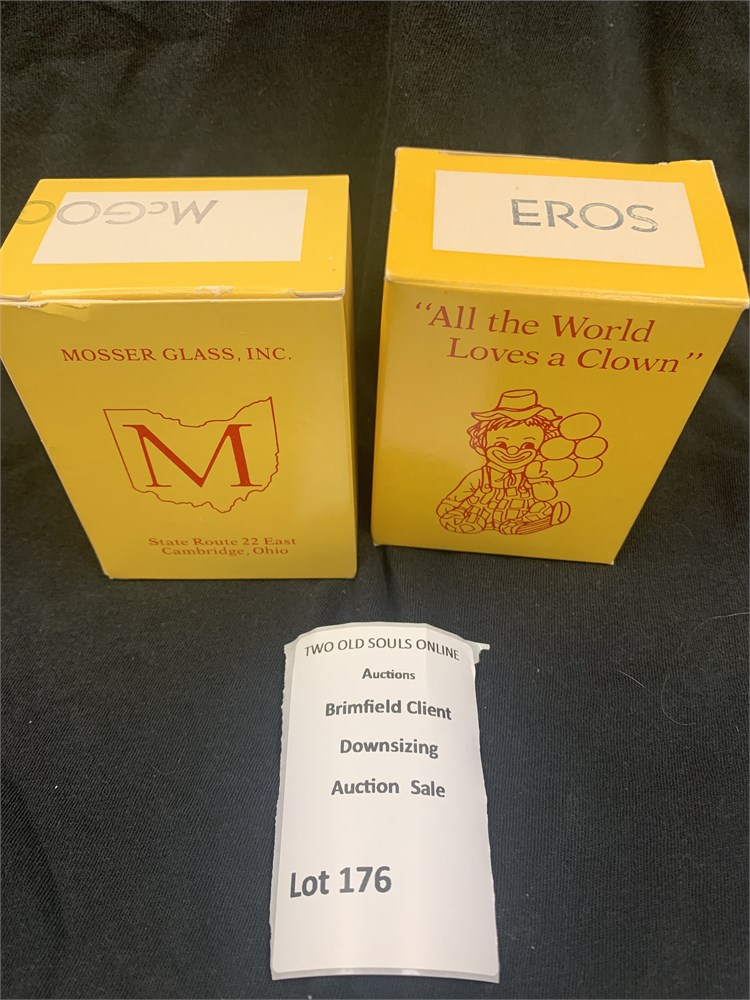 McGOO
EROS
MOSSER GLASS, INC.
M
State Route 22 East
Cambridge, Ohio
"All the World
Loves a Clown"
TWO OLD SOULS ONLINE
Auctions
Brimfield Client
Downsizing
Auction Sale
Lot 176